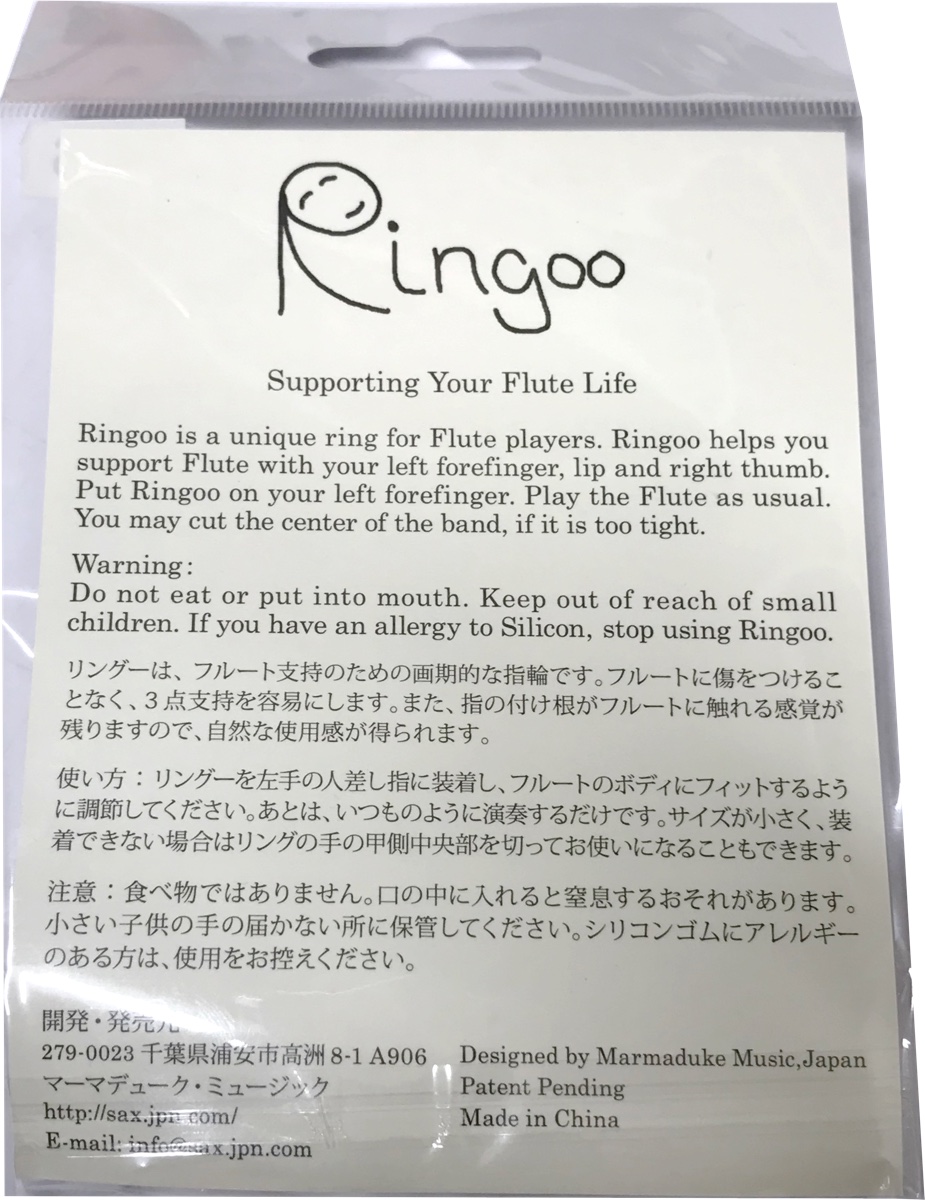 Ringoo
Supporting Your Flute Life
Ringoo is a unique ring for Flute players. Ringoo helps you
support Flute with your left forefinger, lip and right thumb.
Put Ringoo on your left forefinger. Play the Flute as usual.
You may cut the center of the band, if it is too tight.
Warning:
Do not eat or put into mouth. Keep out of reach of small
children. If you have an allergy to Silicon, stop using Ringoo.
リングーは、フルート支持のための画期的な指輪です。フルートに傷をつけるこ
となく、3点支持を容易にします。また、指の付け根がフルートに触れる感覚が
残りますので、自然な使用感が得られます。
使い方：リングーを左手の人差し指に装着し、フルートのボディにフィットするよう
に調節してください。あとは、いつものように演奏するだけです。サイズが小さく、装
着できない場合はリングの手の甲側中央部を切ってお使いになることもできます。
注意：食べ物ではありません。口の中に入れると窒息するおそれがあります。
小さい子供の手の届かない所に保管してください。シリコンゴムにアレルギー
のある方は、使用をお控えください。
開発・発売元
279-0023 千葉県浦安市高洲 8-1 A906
マーマデューク・ミュージック
http://sax.jpn.com/
E-mail: info@sax.jpn.com
Designed by Marmaduke Music,Japan
Patent Pending
Made in China